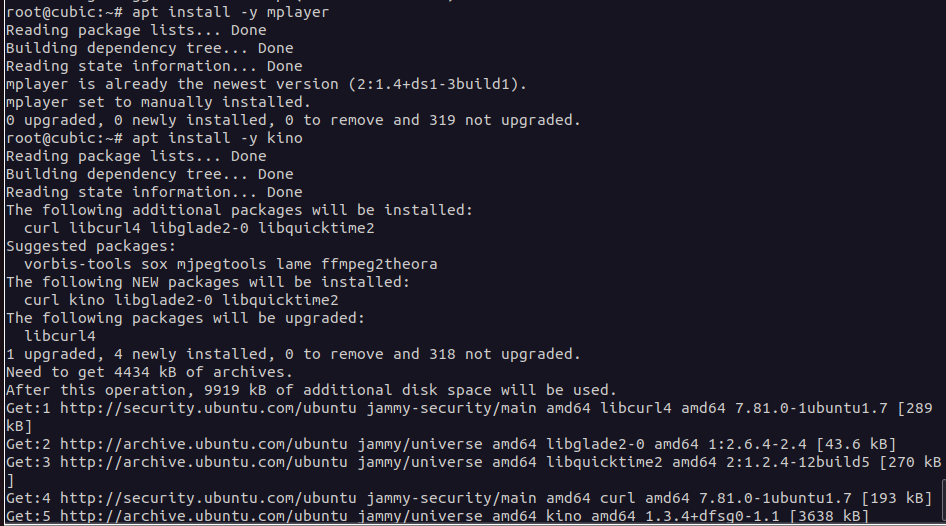 root@cubic:~# apt install -y mplayer
Reading package lists... Done
Building dependency tree... Done
Reading state information... Done
mplayer is already the newest version (2:1.4+ds1-3build1).
mplayer set to manually installed.
0 upgraded, 0 newly installed, 0 to remove and 319 not upgraded.
root@cubic:~# apt install -y kino
Reading package lists... Done
Building dependency tree... Done
Reading state information... Done
The following additional packages will be installed:
  curl libcurl4 libglade2-0 libquicktime2
Suggested packages:
  vorbis-tools sox mjpegtools lame ffmpeg2theora
The following NEW packages will be installed:
  curl kino libglade2-0 libquicktime2
The following packages will be upgraded:
  libcurl4
1 upgraded, 4 newly installed, 0 to remove and 318 not upgraded.
Need to get 4434 kB of archives.
After this operation, 9919 kB of additional disk space will be used.
Get:1 http://security.ubuntu.com/ubuntu jammy-security/main amd64 libcurl4 amd64 7.81.0-1ubuntu1.7 [289
kB]
Get:2 http://archive.ubuntu.com/ubuntu jammy/universe amd64 libglade2-0 amd64 1:2.6.4-2.4 [43.6 kB]
Get:3 http://archive.ubuntu.com/ubuntu jammy/universe amd64 libquicktime2 amd64 2:1.2.4-12build5 [270 kB
]
Get:4 http://security.ubuntu.com/ubuntu jammy-security/main amd64 curl amd64 7.81.0-1ubuntu1.7 [193 kB]
Get:5 http://archive.ubuntu.com/ubuntu jammy/universe amd64 kino amd64 1.3.4+dfsg0-1.1 [3638 kB]